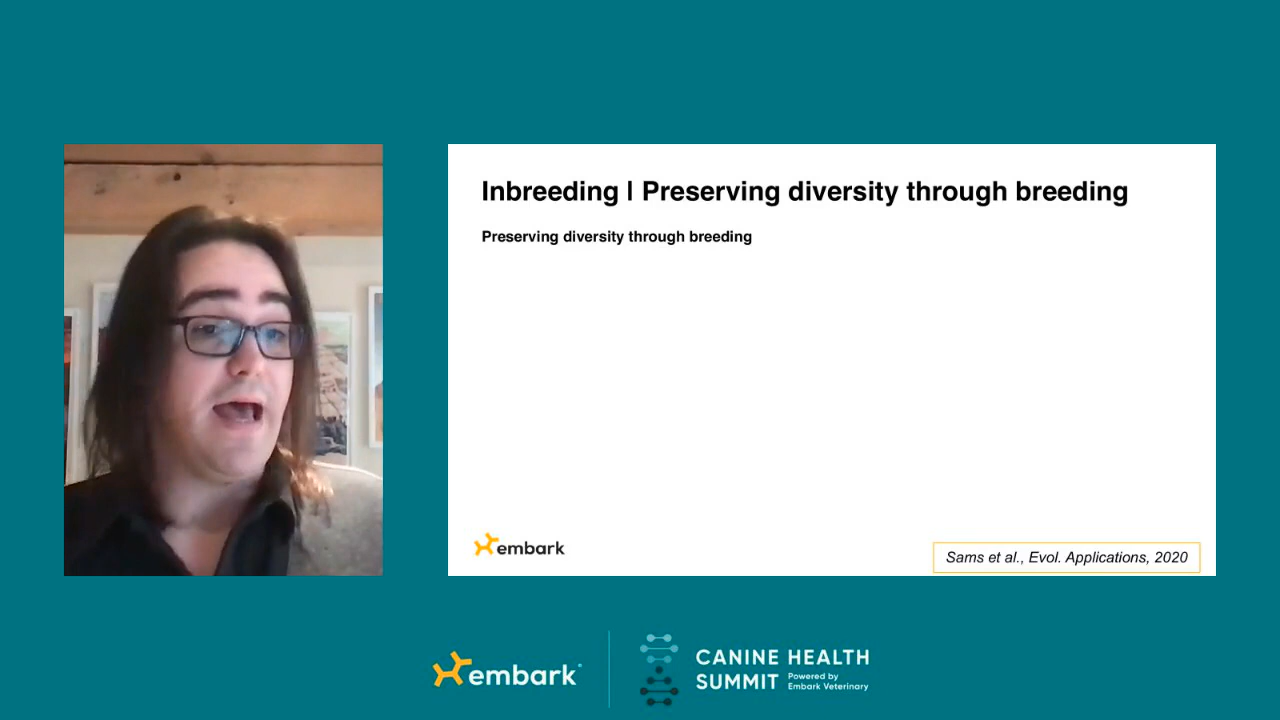 Inbreeding | Preserving diversity through breeding
Preserving diversity through breeding
embark
Sams et al., Evol. Applications, 2020
embark
CANINE HEALTH
SUMMIT Powered by
Embark Veterinary